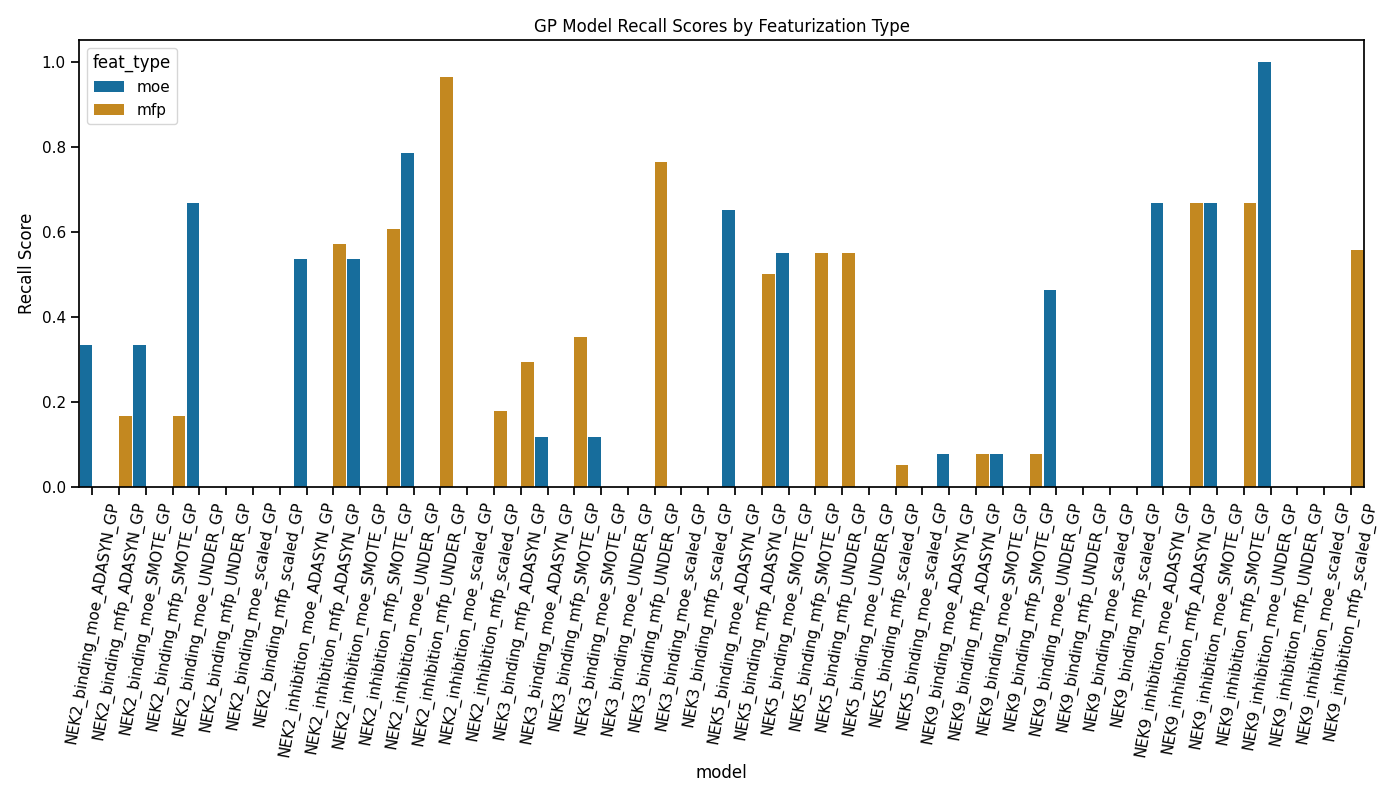 GP Model Recall Scores by Featurization Type
feat_type
moe
mfp
Recall Score
1.0
0.8
0.6
0.4
0.2
0.0
NEK2_binding_moe_ADASYN_GP
NEK2_binding_mfp_ADASYN_GP
NEK2_binding_moe_SMOTE_GP
NEK2_binding_mfp_SMOTE_GP
NEK2_binding_moe_UNDER_GP
NEK2_binding_mfp_UNDER_GP
NEK2_binding_moe_scaled_GP
NEK2_binding_mfp_scaled_GP
NEK2_inhibition_moe_ADASYN_GP
NEK2_inhibition_mfp_ADASYN_GP
NEK2_inhibition_moe_SMOTE_GP
NEK2_inhibition_mfp_SMOTE_GP
NEK2_inhibition_moe_UNDER_GP
NEK2_inhibition_mfp_UNDER_GP
NEK2_inhibition_moe_scaled_GP
NEK2_inhibition_mfp_scaled_GP
NEK3_binding_mfp_ADASYN_GP
NEK3_binding_moe_ADASYN_GP
NEK3_binding_mfp_SMOTE_GP
NEK3_binding_moe_SMOTE_GP
NEK3_binding_moe_UNDER_GP
NEK3_binding_mfp_UNDER_GP
NEK3_binding_moe_scaled_GP
NEK3_binding_mfp_scaled_GP
NEK5_binding_moe_ADASYN_GP
NEK5_binding_mfp_ADASYN_GP
NEK5_binding_moe_SMOTE_GP
NEK5_binding_mfp_SMOTE_GP
NEK5_binding_mfp_UNDER_GP
NEK5_binding_moe_UNDER_GP
NEK5_binding_mfp_scaled_GP
NEK5_binding_moe_scaled_GP
NEK9_binding_moe_ADASYN_GP
NEK9_binding_mfp_ADASYN_GP
NEK9_binding_moe_SMOTE_GP
NEK9_binding_mfp_SMOTE_GP
NEK9_binding_moe_UNDER_GP
NEK9_binding_mfp_UNDER_GP
NEK9_binding_moe_scaled_GP
NEK9_binding_mfp_scaled_GP
NEK9_inhibition_moe_ADASYN_GP
NEK9_inhibition_mfp_ADASYN_GP
NEK9_inhibition_moe_SMOTE_GP
NEK9_inhibition_mfp_SMOTE_GP
NEK9_inhibition_moe_UNDER_GP
NEK9_inhibition_mfp_UNDER_GP
NEK9_inhibition_moe_scaled_GP
NEK9_inhibition_mfp_scaled_GP
model